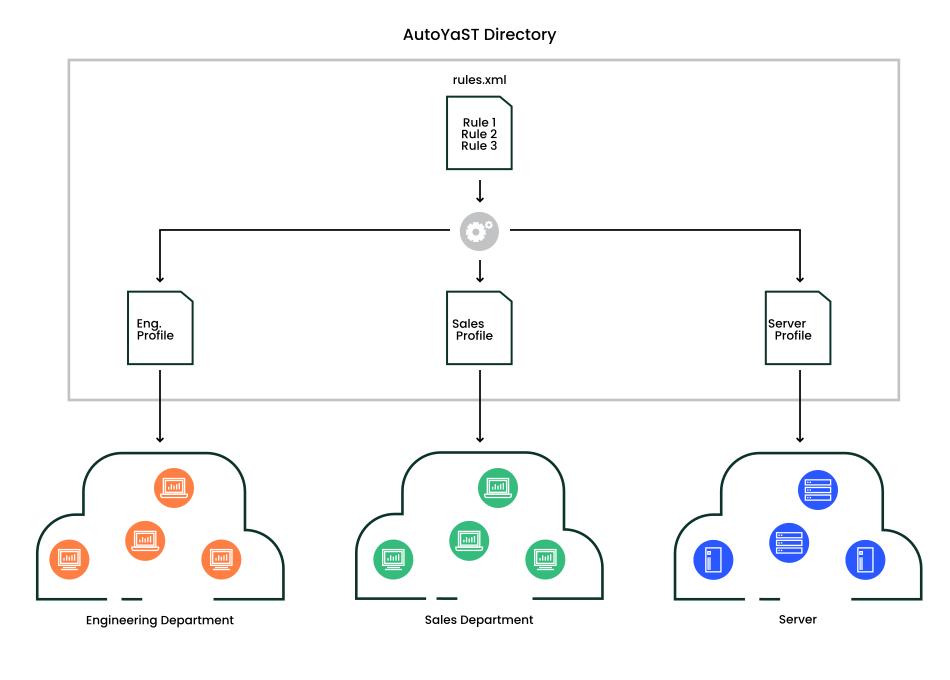 AutoYaST Directory
rules.xml
Rule 1
Rule 2
Rule 3
Eng.
Profile
Sales
Profile
Server
Profile
Engineering Department
Sales Department
Server